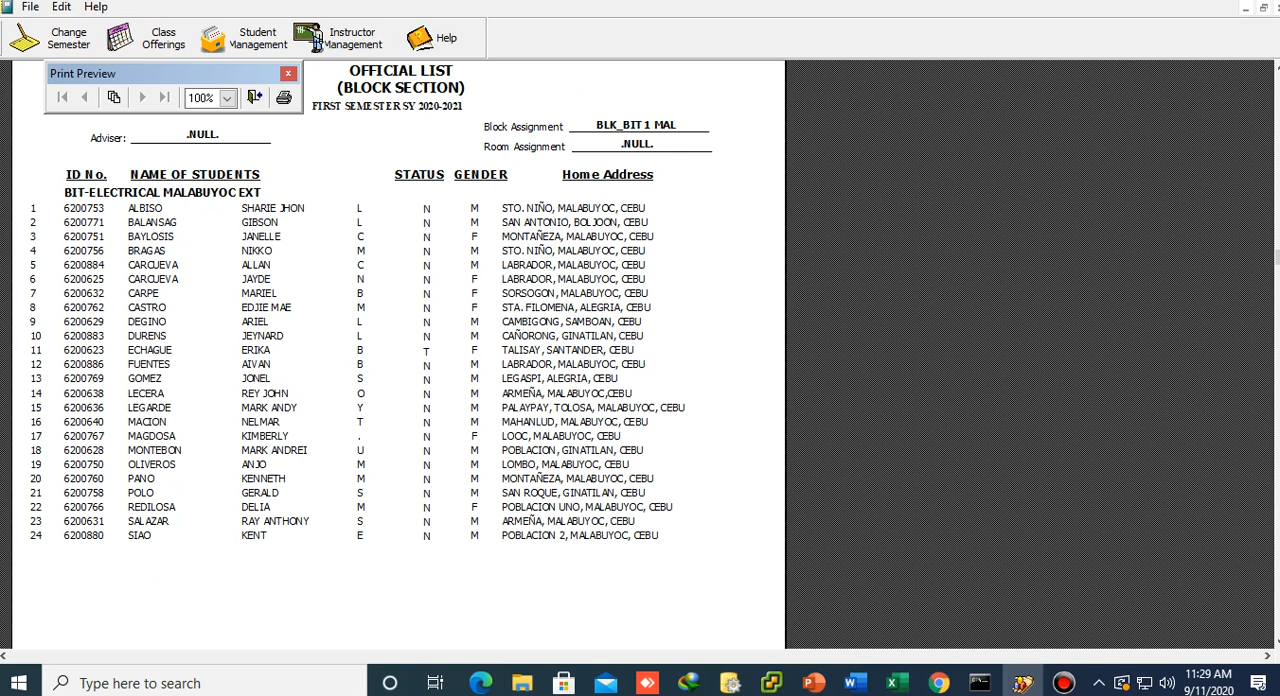 File Edit Help
Change Semester
Class Offerings
Student Management
Instructor Management
Help
Print Preview
100%
OFFICIAL LIST
(BLOCK SECTION)
FIRST SEMESTER SY 2020-2021
Adviser: .NULL.
Block Assignment BLK_BIT 1 MAL
Room Assignment .NULL.
ID No. NAME OF STUDENTS STATUS GENDER Home Address
BIT-ELECTRICAL MALABUYOC EXT
1 6200753 ALBISO SHARIE JHON L N M STO. NIÑO, MALABUYOC, CEBU
2 6200771 BALANSAG GIBSON L N M SAN ANTONIO, BOLJOON, CEBU
3 6200751 BAYLOSIS JANELLE C N F MONTAÑEZA, MALABUYOC, CEBU
4 6200756 BRAGAS NIKKO M N M STO. NIÑO, MALABUYOC, CEBU
5 6200884 CARCUEVA ALLAN C N M LABRADOR, MALABUYOC, CEBU
6 6200625 CARCUEVA JAYDE N N F LABRADOR, MALABUYOC, CEBU
7 6200632 CARPE MARIEL B N F SORSOGON, MALABUYOC, CEBU
8 6200762 CASTRO EDJIE MAE M N F STA. FILOMENA, ALEGRIA, CEBU
9 6200629 DEGINO ARIEL L N M CAMBIGONG, SAMBOAN, CEBU
10 6200883 DURENS JEYNARD L N M CAÑORONG, GINATILAN, CEBU
11 6200623 ECHAGUE ERIKA B T F TALISAY, SANTANDER, CEBU
12 6200886 FUENTES AIVAN B N M LABRADOR, MALABUYOC, CEBU
13 6200769 GOMEZ JONEL S N M LEGASPI, ALEGRIA, CEBU
14 6200638 LECERA REY JOHN O N M ARMEÑA, MALABUYOC,CEBU
15 6200636 LEGARDE MARK ANDY Y N M PALAYPAY, TOLOSA, MALABUYOC, CEBU
16 6200640 MACION NELMAR T N M MAHANLUD, MALABUYOC, CEBU
17 6200767 MAGDOSA KIMBERLY . N F LOOC, MALABUYOC, CEBU
18 6200628 MONTEBON MARK ANDREI U N M POBLACION, GINATILAN, CEBU
19 6200750 OLIVEROS ANJO M N M LOMBO, MALABUYOC, CEBU
20 6200760 PANO KENNETH M N M MONTAÑEZA, MALABUYOC, CEBU
21 6200758 POLO GERALD S N M SAN ROQUE, GINATILAN, CEBU
22 6200766 REDILOSA DELIA M N F POBLACION UNO, MALABUYOC, CEBU
23 6200631 SALAZAR RAY ANTHONY S N M ARMEÑA, MALABUYOC, CEBU
24 6200880 SIAO KENT E N M POBLACION 2, MALABUYOC, CEBU
Type here to search
11:29 AM
9/11/2020